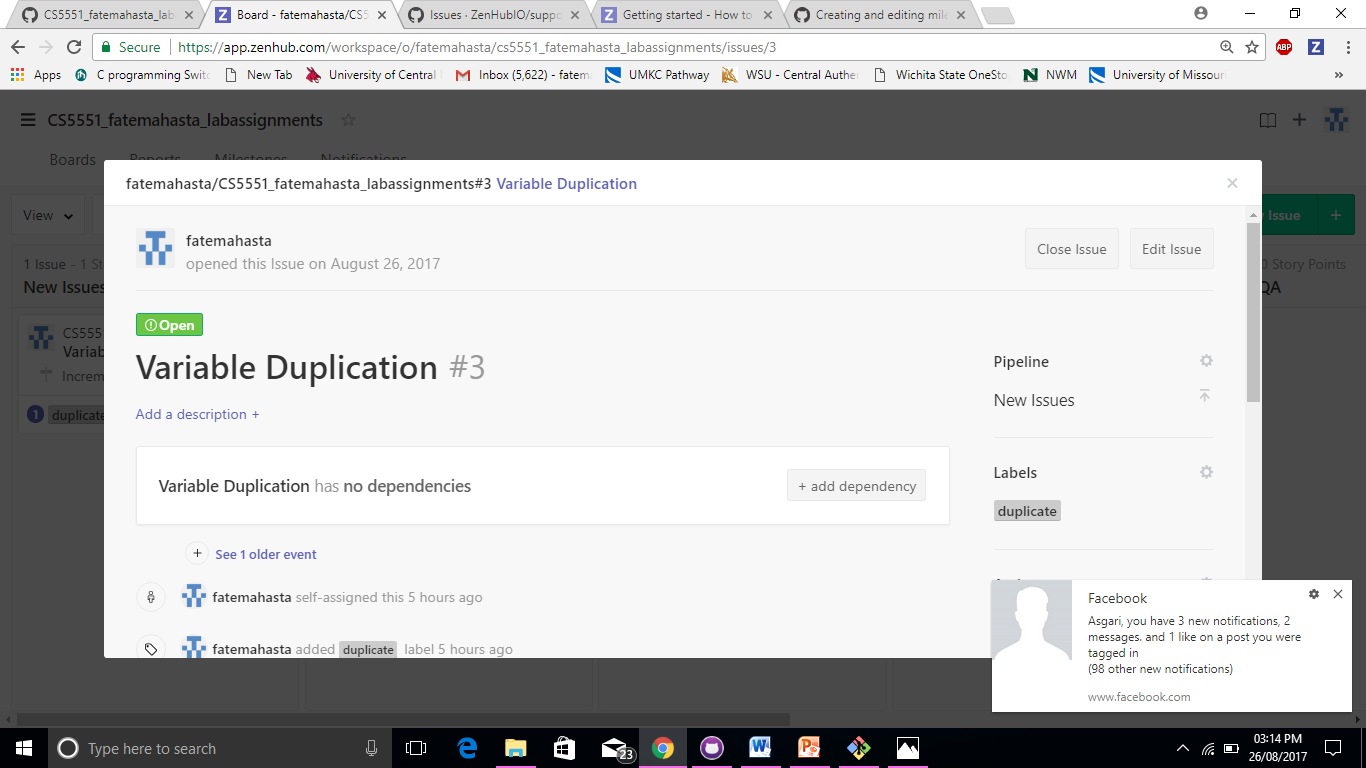 CS5551_fatemahasta_lab
Board - fatemahasta/CS5
Issues · ZenHubIO/suppo
Getting started - How to
Creating and editing mile
Secure
https://app.zenhub.com/workspace/o/fatemahasta/cs5551_fatemahasta_labassignments/issues/3
ABP
Apps
C programming Switc
New Tab
University of Central
Inbox (5,622) - fatema
UMKC Pathway
WSU - Central Authe
Wichita State OneSto
NWM
University of Missour
»
CS5551_fatemahasta_labassignments
Boards
Reports
Milestones
Notifications
fatemahasta/CS5551_fatemahasta_labassignments#3 Variable Duplication
View
Issue
+
fatemahasta
opened this Issue on August 26, 2017
Close Issue
Edit Issue
1 Issue - 1 St
New Issues
0 Story Points
QA
Open
CS555
Variab
Increm
1 duplicate
Variable Duplication #3
Add a description +
Pipeline
New Issues
Variable Duplication has no dependencies
+ add dependency
Labels
duplicate
+ See 1 older event
fatemahasta self-assigned this 5 hours ago
fatemahasta added duplicate label 5 hours ago
Facebook
Asgari, you have 3 new notifications, 2
messages. and 1 like on a post you were
tagged in
(98 other new notifications)
www.facebook.com
Type here to search
23
03:14 PM
26/08/2017